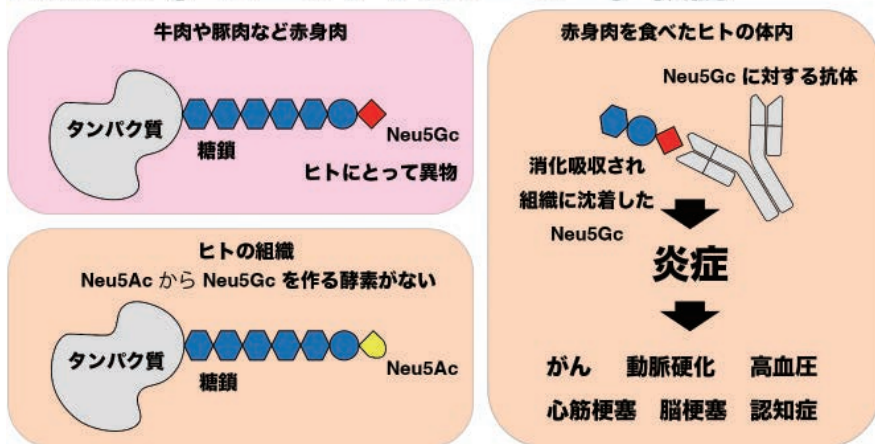 牛肉や豚肉など赤身肉
タンパク質
糖鎖
Neu5Gc
ヒトにとって異物
ヒトの組織
Neu5Ac から Neu5Gc を作る酵素がない
タンパク質
糖鎖
Neu5Ac
赤身肉を食べたヒトの体内
Neu5Gc に対する抗体
消化吸収され
組織に沈着した
Neu5Gc
炎症
がん 動脈硬化 高血圧
心筋梗塞 脳梗塞 認知症